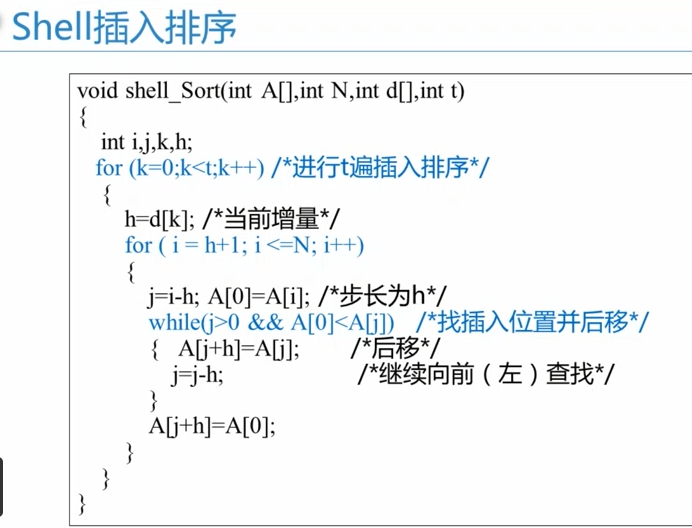 Shell插入排序
void shell_Sort(int A[],int N,int d[],int t)
{
int i,j,k,h;
for (k=0;k<t;k++) /*进行t遍插入排序*/
{
h=d[k]; /*当前增量*/
for ( i = h+1; i <=N; i++)
{
j=i-h; A[0]=A[i]; /*步长为h*/
while(j>0 && A[0]<A[j]) /*找插入位置并后移*/
{ A[j+h]=A[j]; /*后移*/
j=j-h; /*继续向前（左）查找*/
}
A[j+h]=A[0];
}
}
}